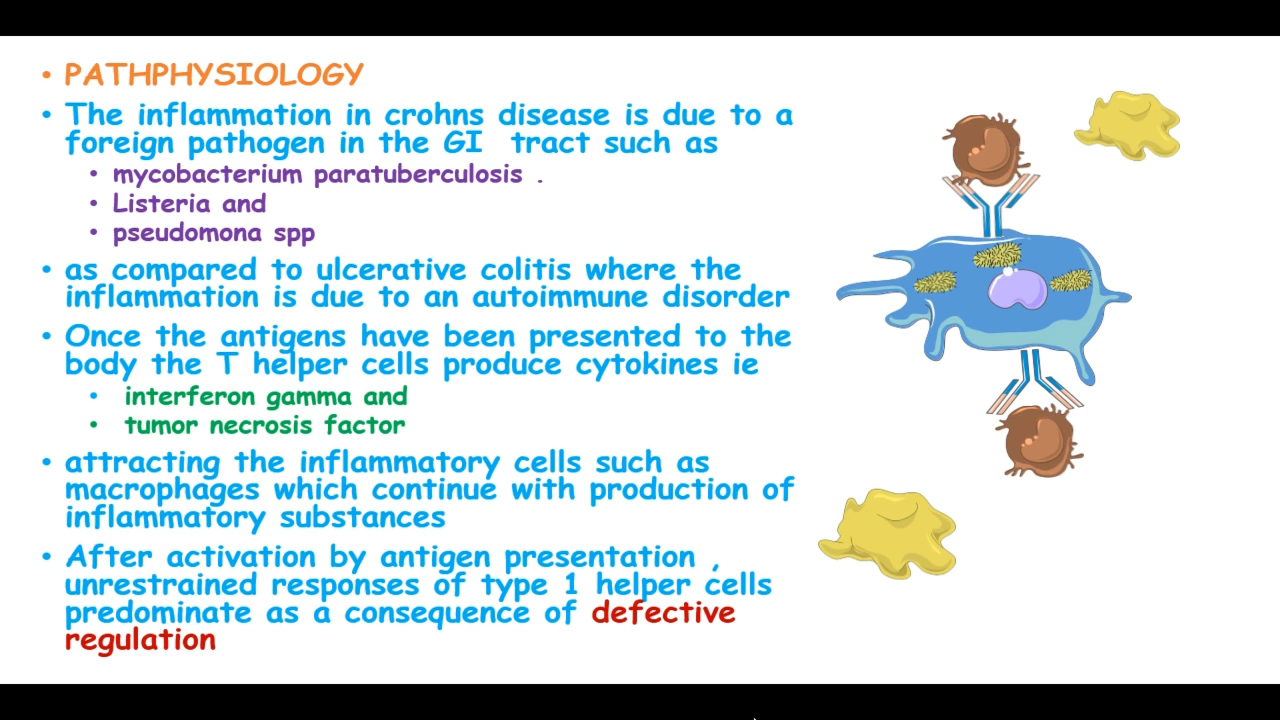 • PATHPHYSIOLOGY
• The inflammation in crohns disease is due to a
foreign pathogen in the GI tract such as
• mycobacterium paratuberculosis .
• Listeria and
• pseudomona spp
• as compared to ulcerative colitis where the
inflammation is due to an autoimmune disorder
• Once the antigens have been presented to the
body the T helper cells produce cytokines ie
• interferon gamma and
• tumor necrosis factor
• attracting the inflammatory cells such as
macrophages which continue with production of
inflammatory substances
• After activation by antigen presentation ,
unrestrained responses of type 1 helper cells
predominate as a consequence of defective
regulation